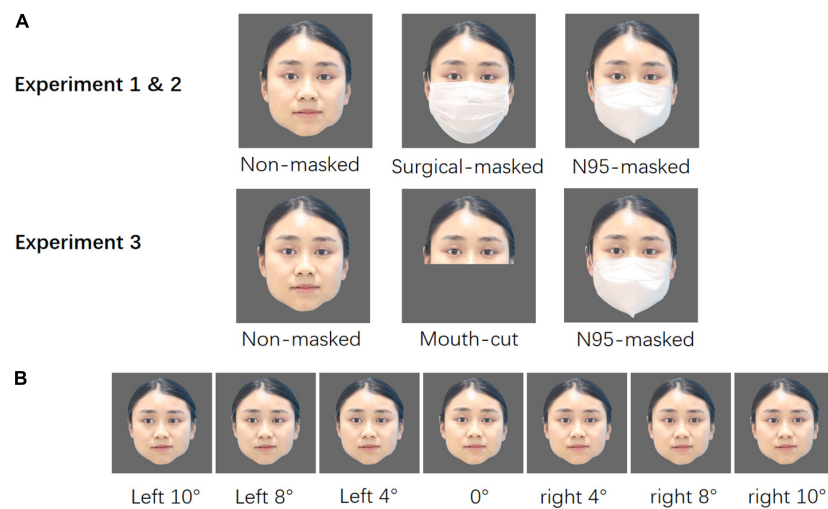 A
Experiment 1 & 2
Non-masked Surgical-masked N95-masked
Experiment 3
Non-masked Mouth-cut N95-masked
B
Left 10° Left 8° Left 4° 0° right 4° right 8° right 10°